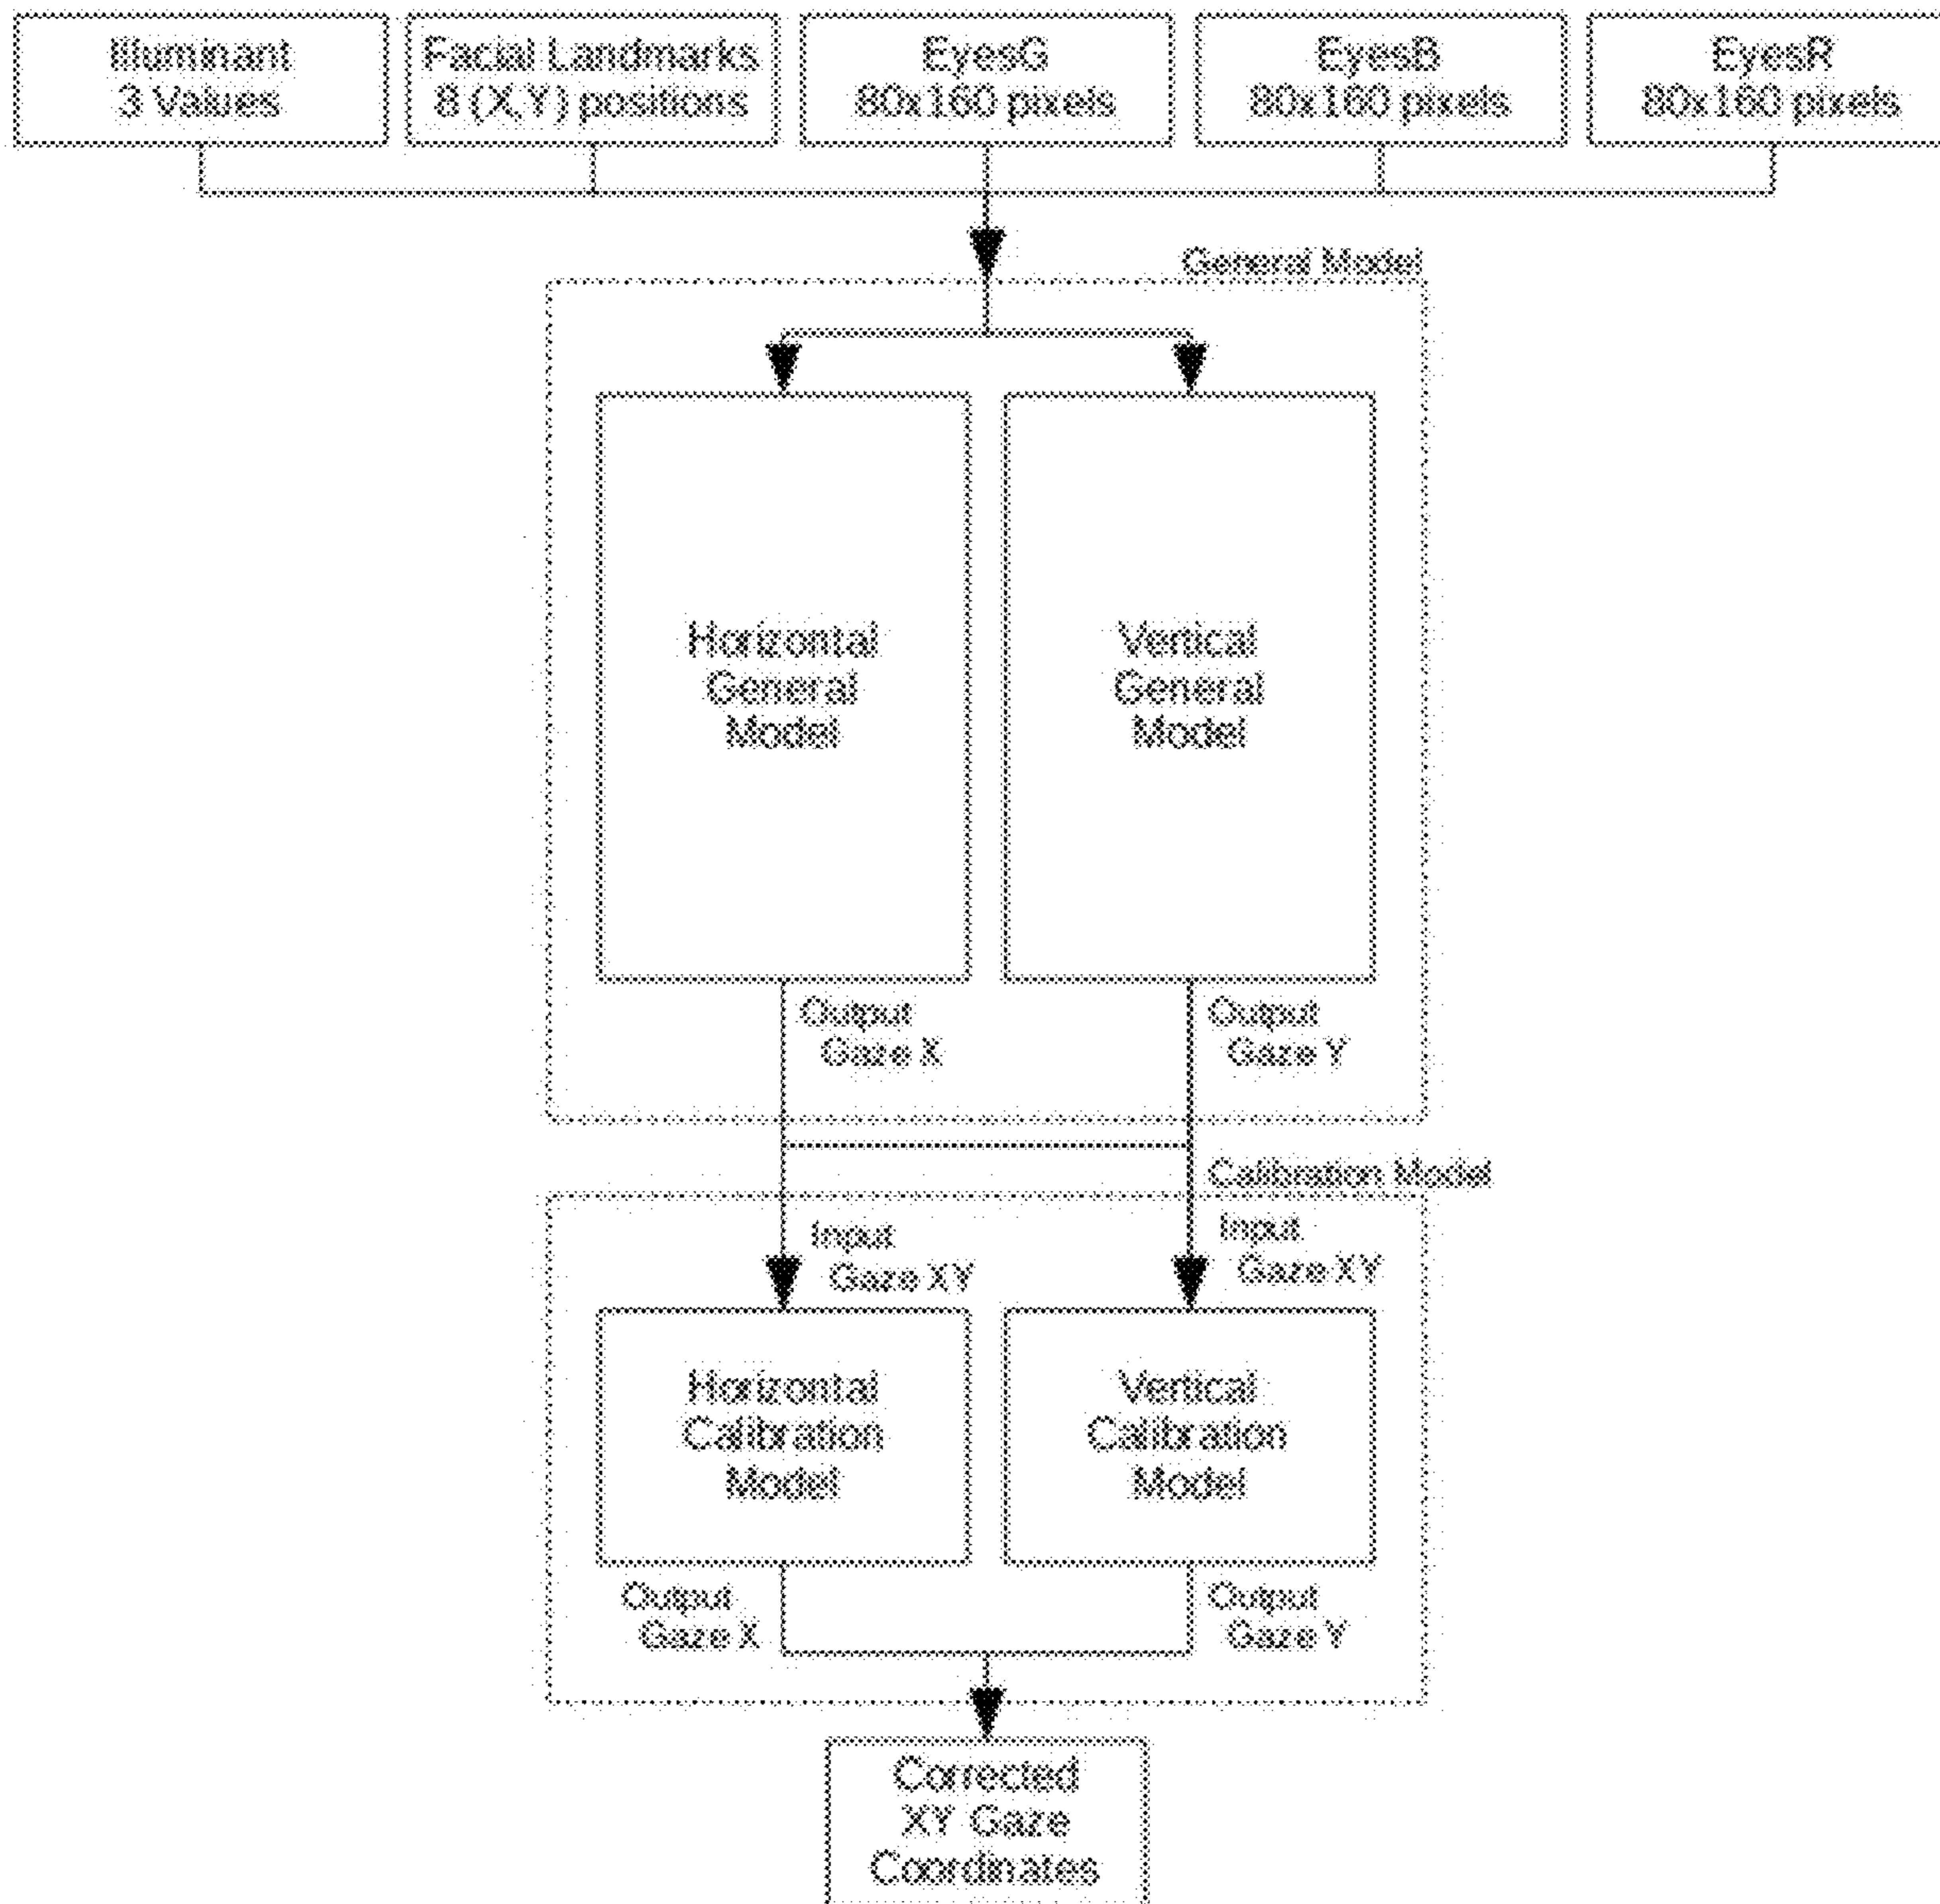 Illuminant
3 Values
Facial Landmarks
8 (X,Y) positions
EyesG
80x160 pixels
EyesB
80x160 pixels
EyesR
80x160 pixels
General Model
Horizontal
General
Model
Vertical
General
Model
Output
Gaze X
Output
Gaze Y
Calibration Model
Input
Gaze XY
Input
Gaze XY
Horizontal
Calibration
Model
Vertical
Calibration
Model
Output
Gaze X
Output
Gaze Y
Corrected
XY Gaze
Coordinates